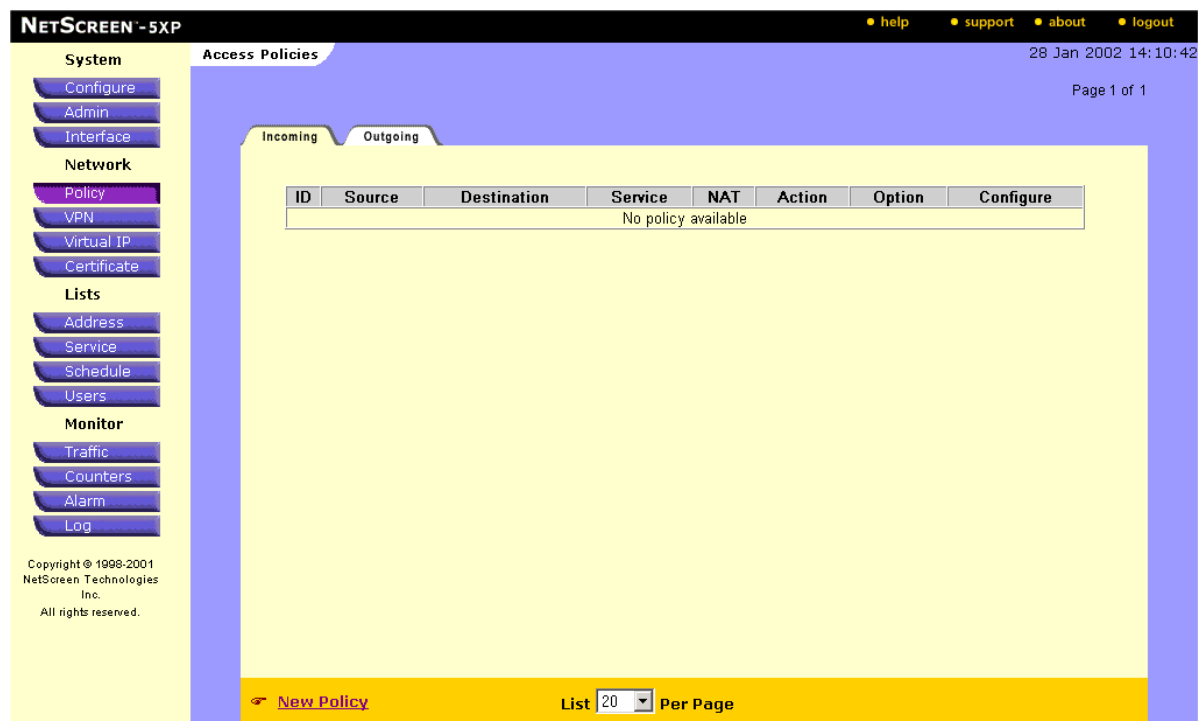 NETSCREEN-5XP
help support about logout
System
Configure
Admin
Interface
Network
Policy
VPN
Virtual IP
Certificate
Lists
Address
Service
Schedule
Users
Monitor
Traffic
Counters
Alarm
Log
Copyright © 1998-2001
NetScreen Technologies
Inc.
All rights reserved.
Access Policies
28 Jan 2002 14:10:42
Page 1 of 1
Incoming Outgoing
ID Source Destination Service NAT Action Option Configure
No policy available
New Policy
List 20 Per Page